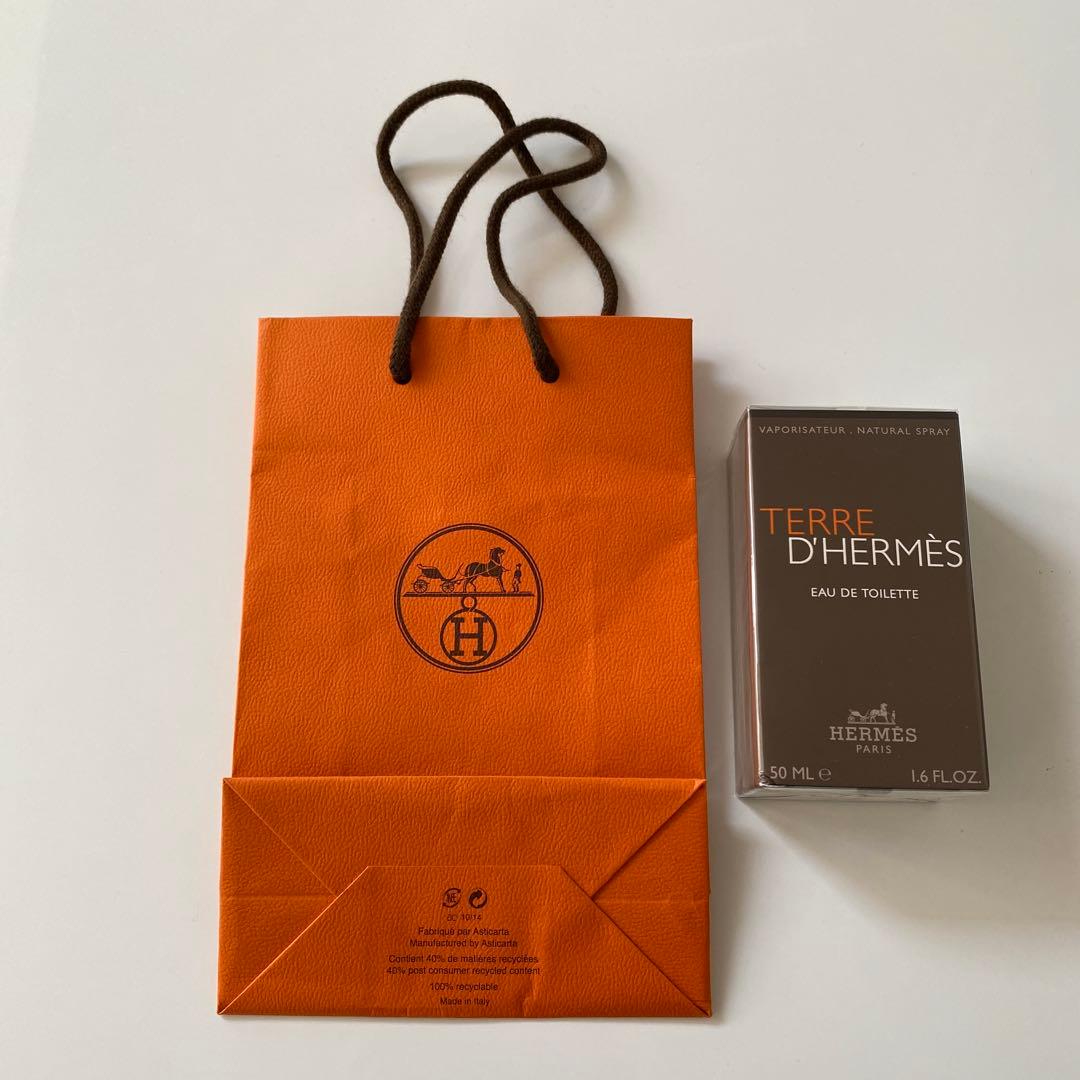 H
NE
Fabriqué par Asticarta
Manufactured by Asticarta
Contient 40% de matières recyclées
40% post consumer recycled content
100% recyclable
Made in Italy
VAPORISATEUR . NATURAL SPRAY
TERRE
D'HERMÈS
EAU DE TOILETTE
HERMÈS
PARIS
50 ML e 1.6 FL.OZ.